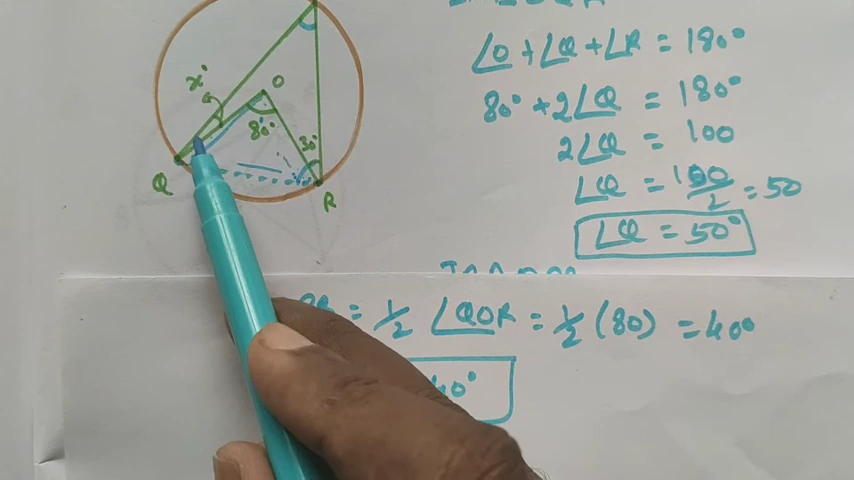 ∠O + ∠Q + ∠R = 180°
80° + 2∠Q = 180°
2∠Q = 100
∠Q = 100/2 = 50
∠Q = 50°
x°
O
80°
30°
Q
R
= 1/2 ∠QOR = 1/2 (80) = 40°
40°